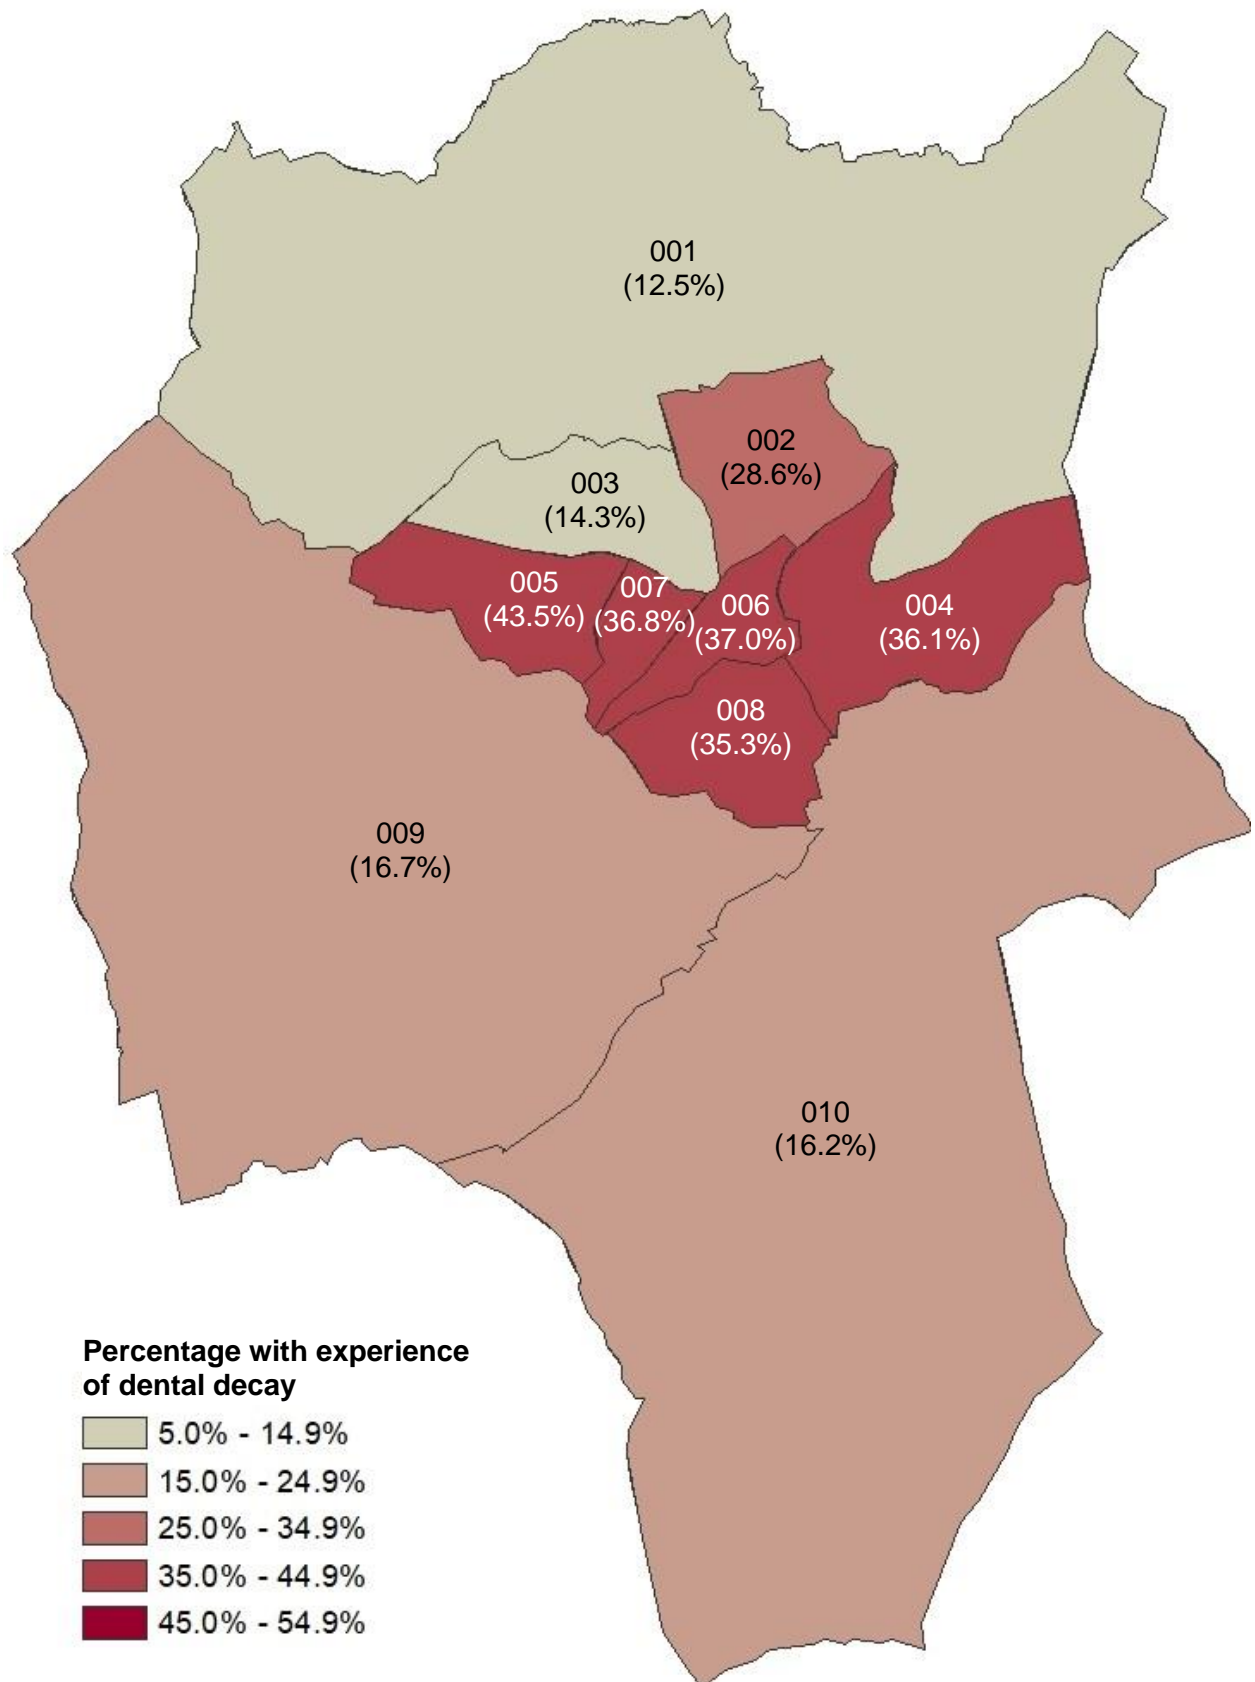 001
(12.5%)
002
(28.6%)
003
(14.3%)
005
(43.5%)
007
(36.8%)
006
(37.0%)
004
(36.1%)
008
(35.3%)
009
(16.7%)
010
(16.2%)
Percentage with experience
of dental decay
5.0% - 14.9%
15.0% - 24.9%
25.0% - 34.9%
35.0% - 44.9%
45.0% - 54.9%